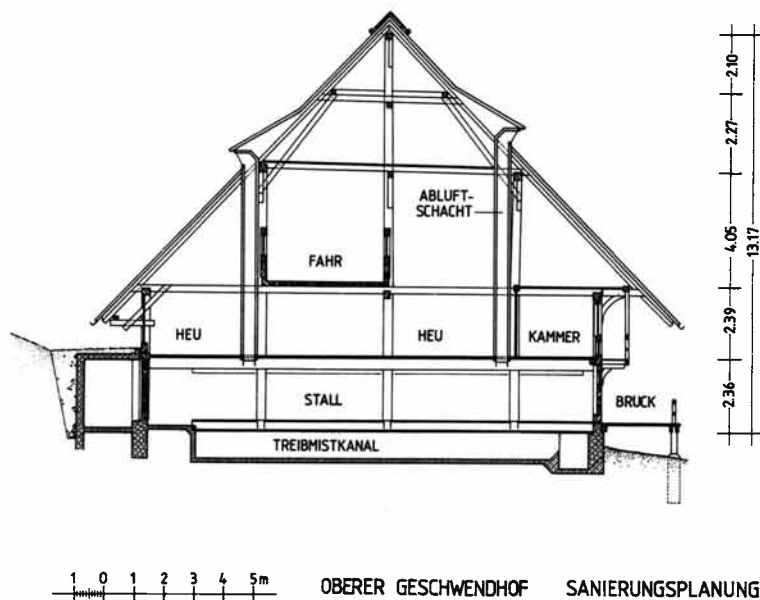 2.10
2.27
ABLUFT-
SCHACHT
4.05
13.17
FAHR
HEU
HEU
KAMMER
2.39
STALL
BRUCK
2.36
TREIBMISTKANAL
1 0 1 2 3 4 5m
OBERER GESCHWENDHOF SANIERUNGSPLANUNG